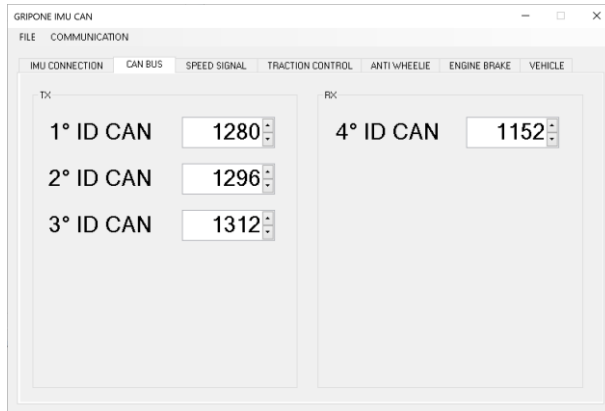 GRIPONE IMU CAN
FILE COMMUNICATION
IMU CONNECTION CAN BUS SPEED SIGNAL TRACTION CONTROL ANTI WHEELIE ENGINE BRAKE VEHICLE
TX
1° ID CAN 1280
2° ID CAN 1296
3° ID CAN 1312
RX
4° ID CAN 1152